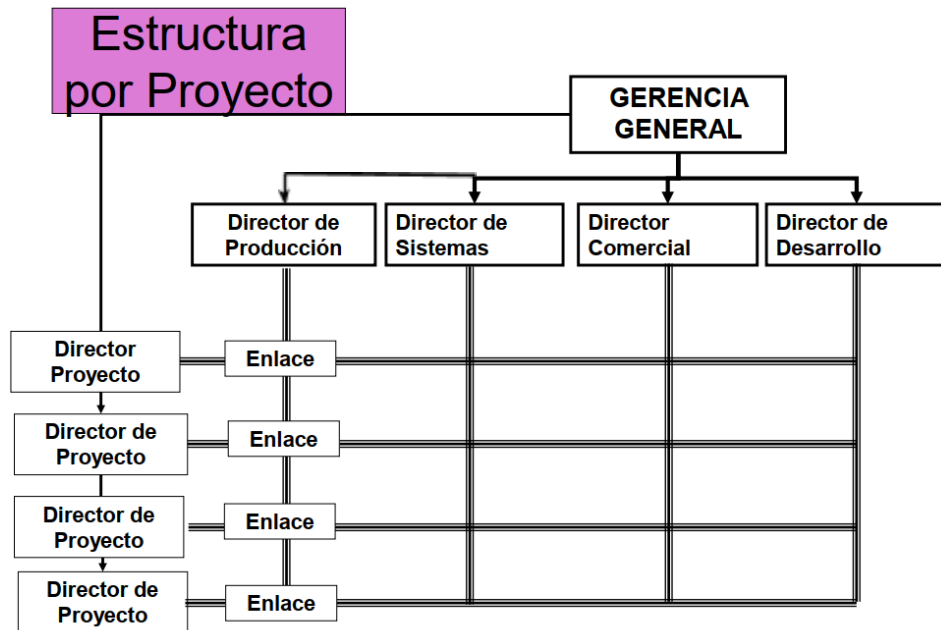 Estructura
por Proyecto
GERENCIA
GENERAL
Director de
Producción
Director de
Sistemas
Director
Comercial
Director de
Desarrollo
Director
Proyecto
Enlace
Director de
Proyecto
Enlace
Director de
Proyecto
Enlace
Director de
Proyecto
Enlace